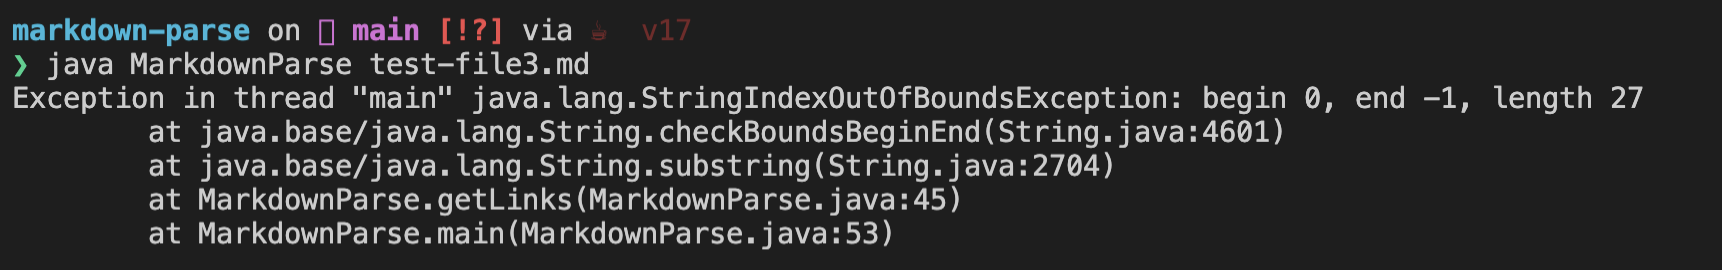 markdown-parse on main [!?] via v17
❯ java MarkdownParse test-file3.md
Exception in thread "main" java.lang.StringIndexOutOfBoundsException: begin 0, end -1, length 27
at java.base/java.lang.String.checkBoundsBeginEnd(String.java:4601)
at java.base/java.lang.String.substring(String.java:2704)
at MarkdownParse.getLinks(MarkdownParse.java:45)
at MarkdownParse.main(MarkdownParse.java:53)